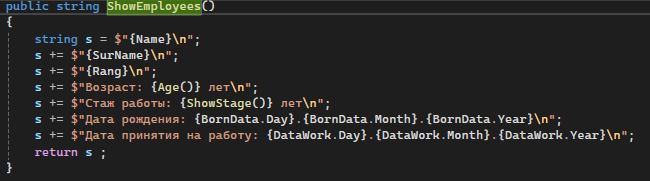 public string ShowEmployees()
{
string s = $"{Name}\n";
s += $"{SurName}\n";
s += $"{Rang}\n";
s += $"Возраст: {Age()} лет\n";
s += $"Стаж работы: {ShowStage()} лет\n";
s += $"Дата рождения: {BornData.Day}.{BornData.Month}.{BornData.Year}\n";
s += $"Дата принятия на работу: {DataWork.Day}.{DataWork.Month}.{DataWork.Year}\n";
return s ;
}